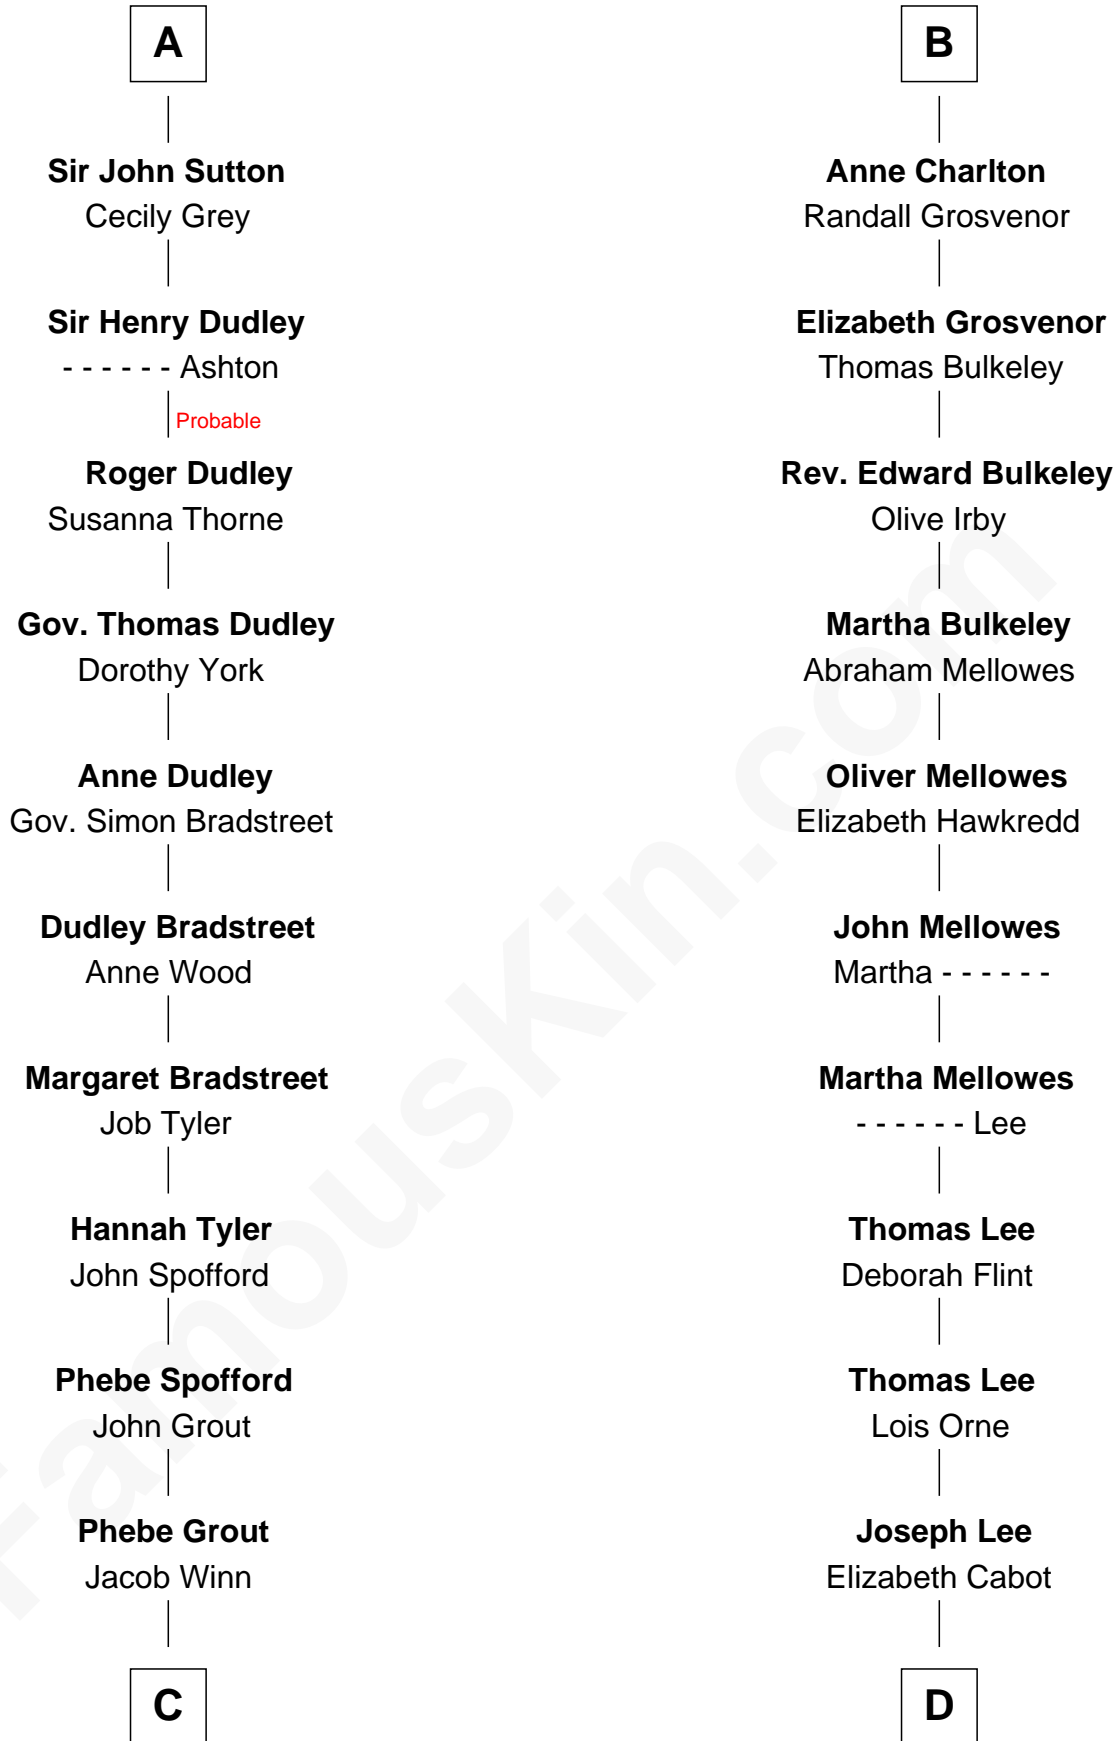 A
Sir John Sutton
Cecily Grey
Sir Henry Dudley
- - - - - - Ashton
Probable
Roger Dudley
Susanna Thorne
Gov. Thomas Dudley
Dorothy York
Anne Dudley
Gov. Simon Bradstreet
Dudley Bradstreet
Anne Wood
Margaret Bradstreet
Job Tyler
Hannah Tyler
John Spofford
Phebe Spofford
John Grout
Phebe Grout
Jacob Winn
C
B
Anne Charlton
Randall Grosvenor
Elizabeth Grosvenor
Thomas Bulkeley
Rev. Edward Bulkeley
Olive Irby
Martha Bulkeley
Abraham Mellowes
Oliver Mellowes
Elizabeth Hawkredd
John Mellowes
Martha - - - - - -
Martha Mellowes
- - - - - - Lee
Thomas Lee
Deborah Flint
Thomas Lee
Lois Orne
Joseph Lee
Elizabeth Cabot
D
FamousKin.com